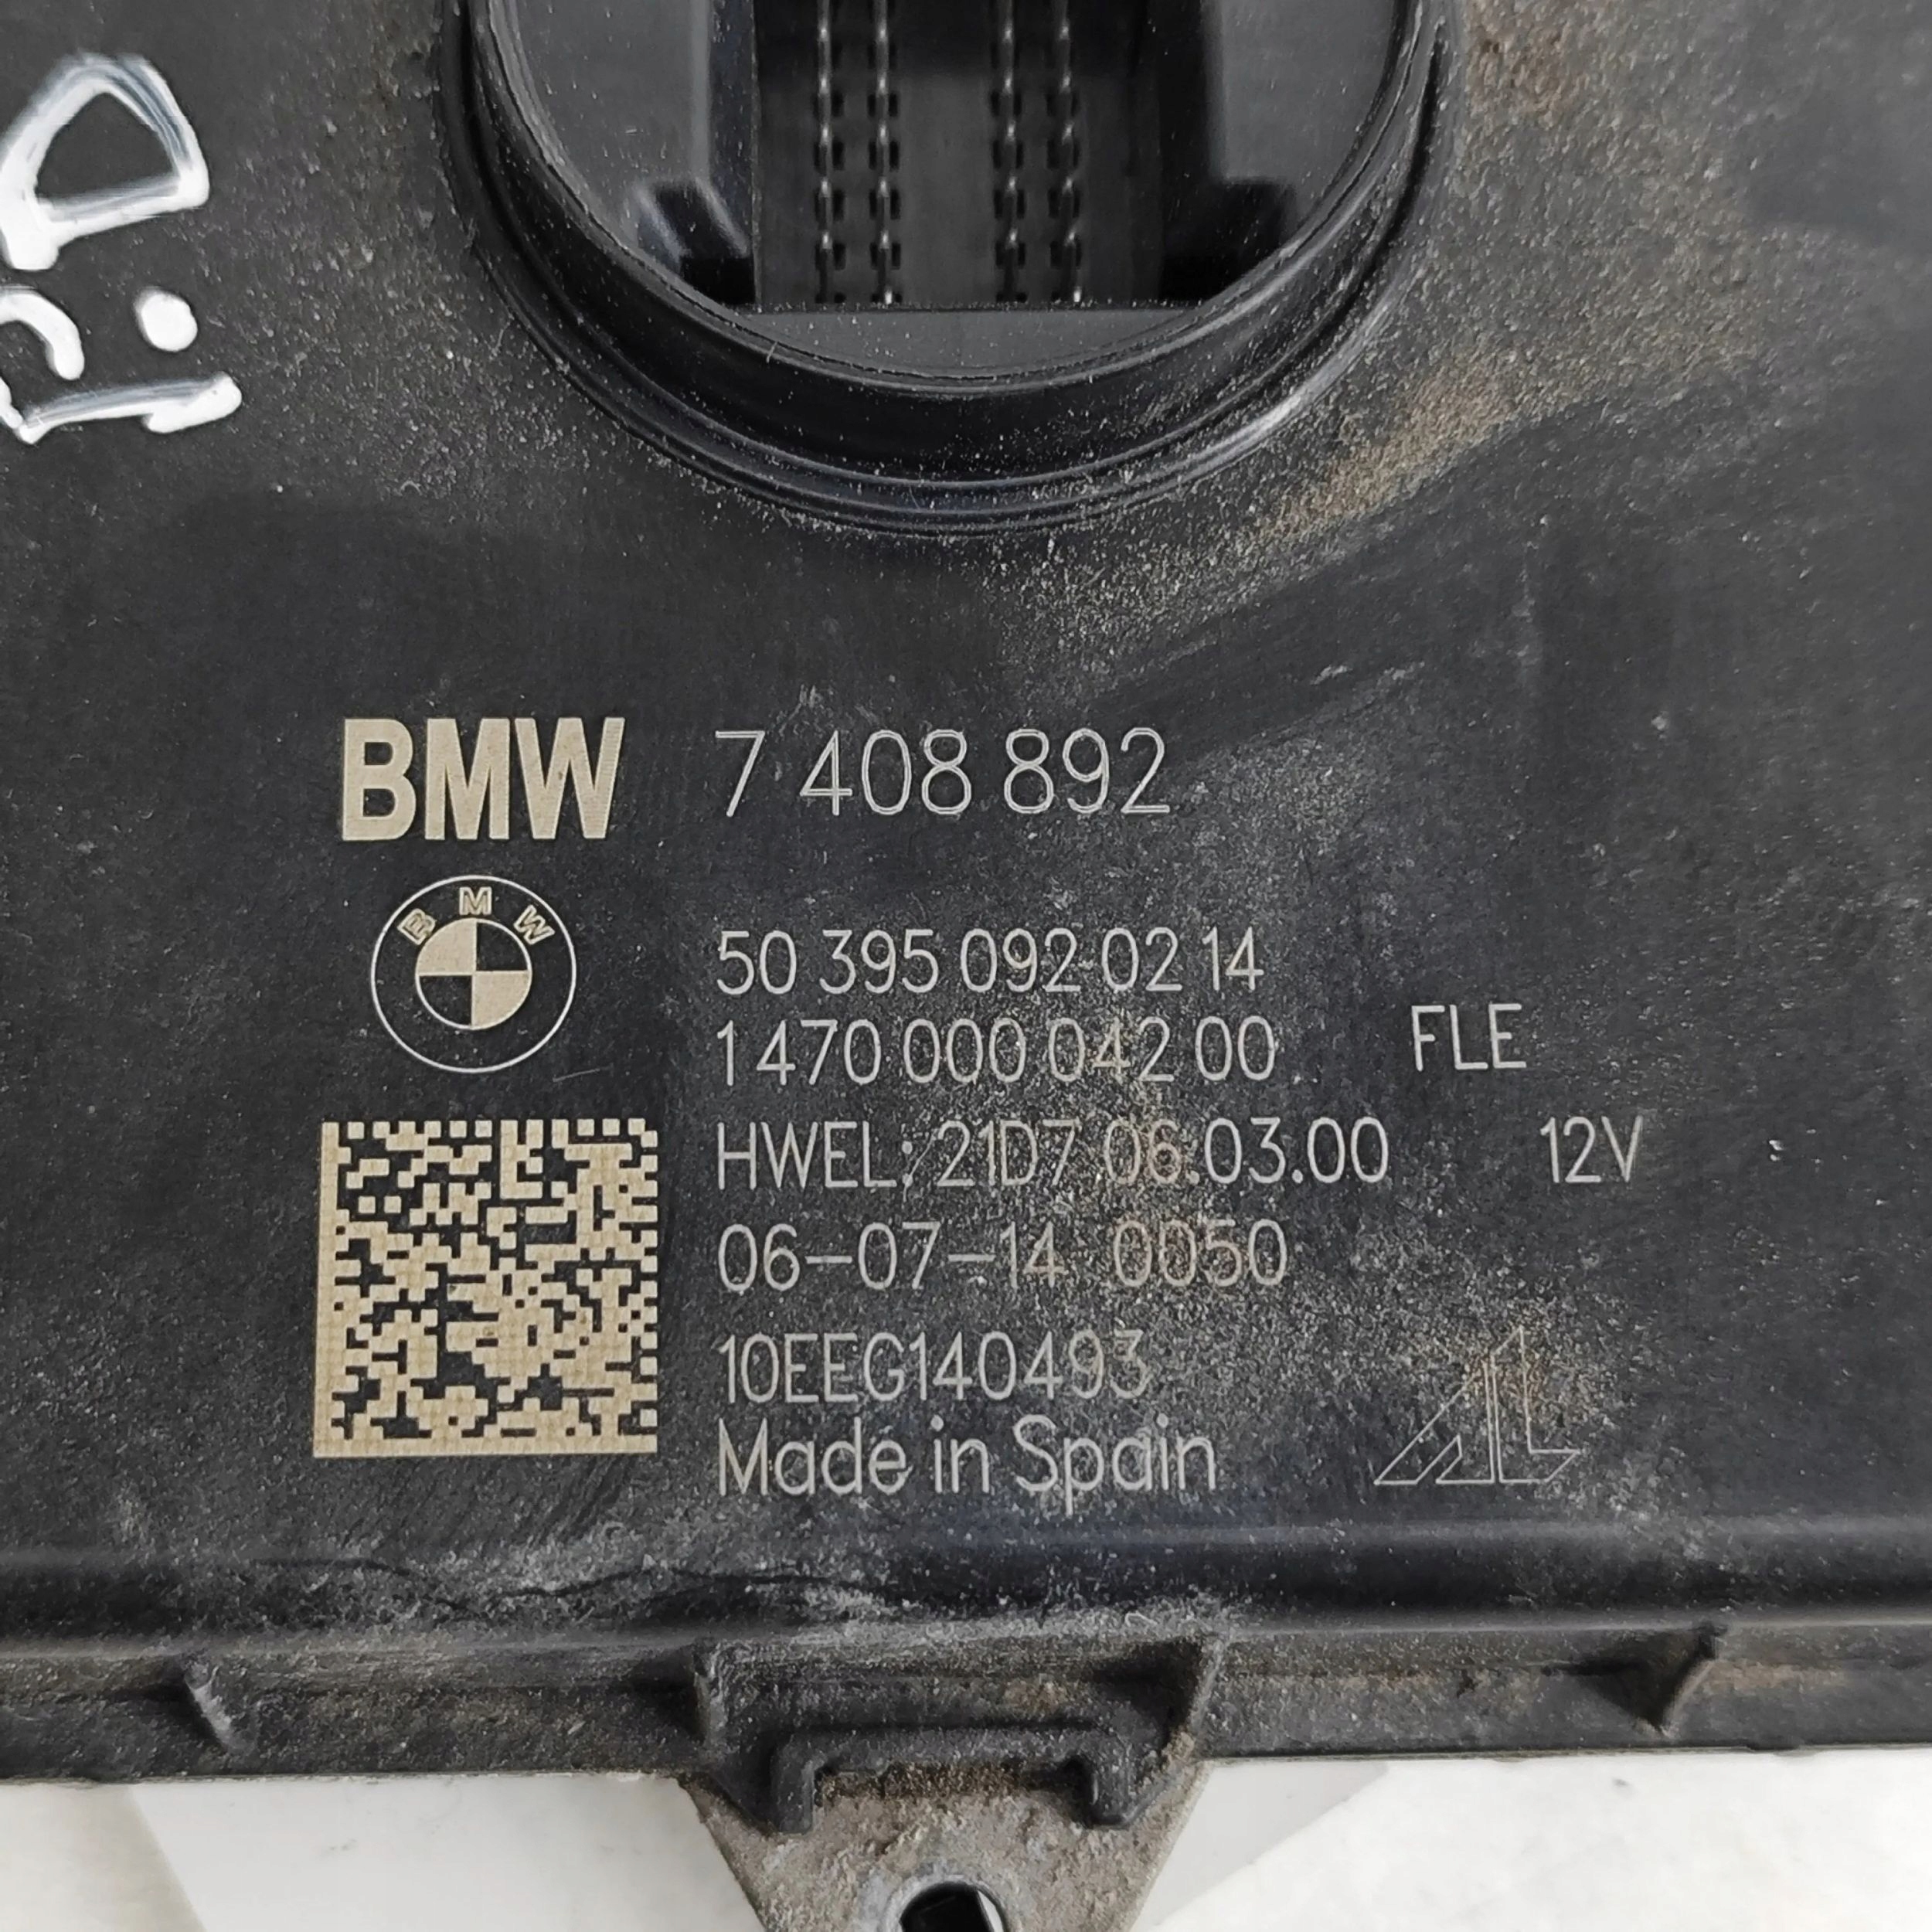 BMW 7 408 892
BMW
50 395 092 02 14
1 470 000 042 00 FLE
HWEL: 21D7 06.03.00 12V
06-07-14 0050
10EEG140493
Made in Spain
AL